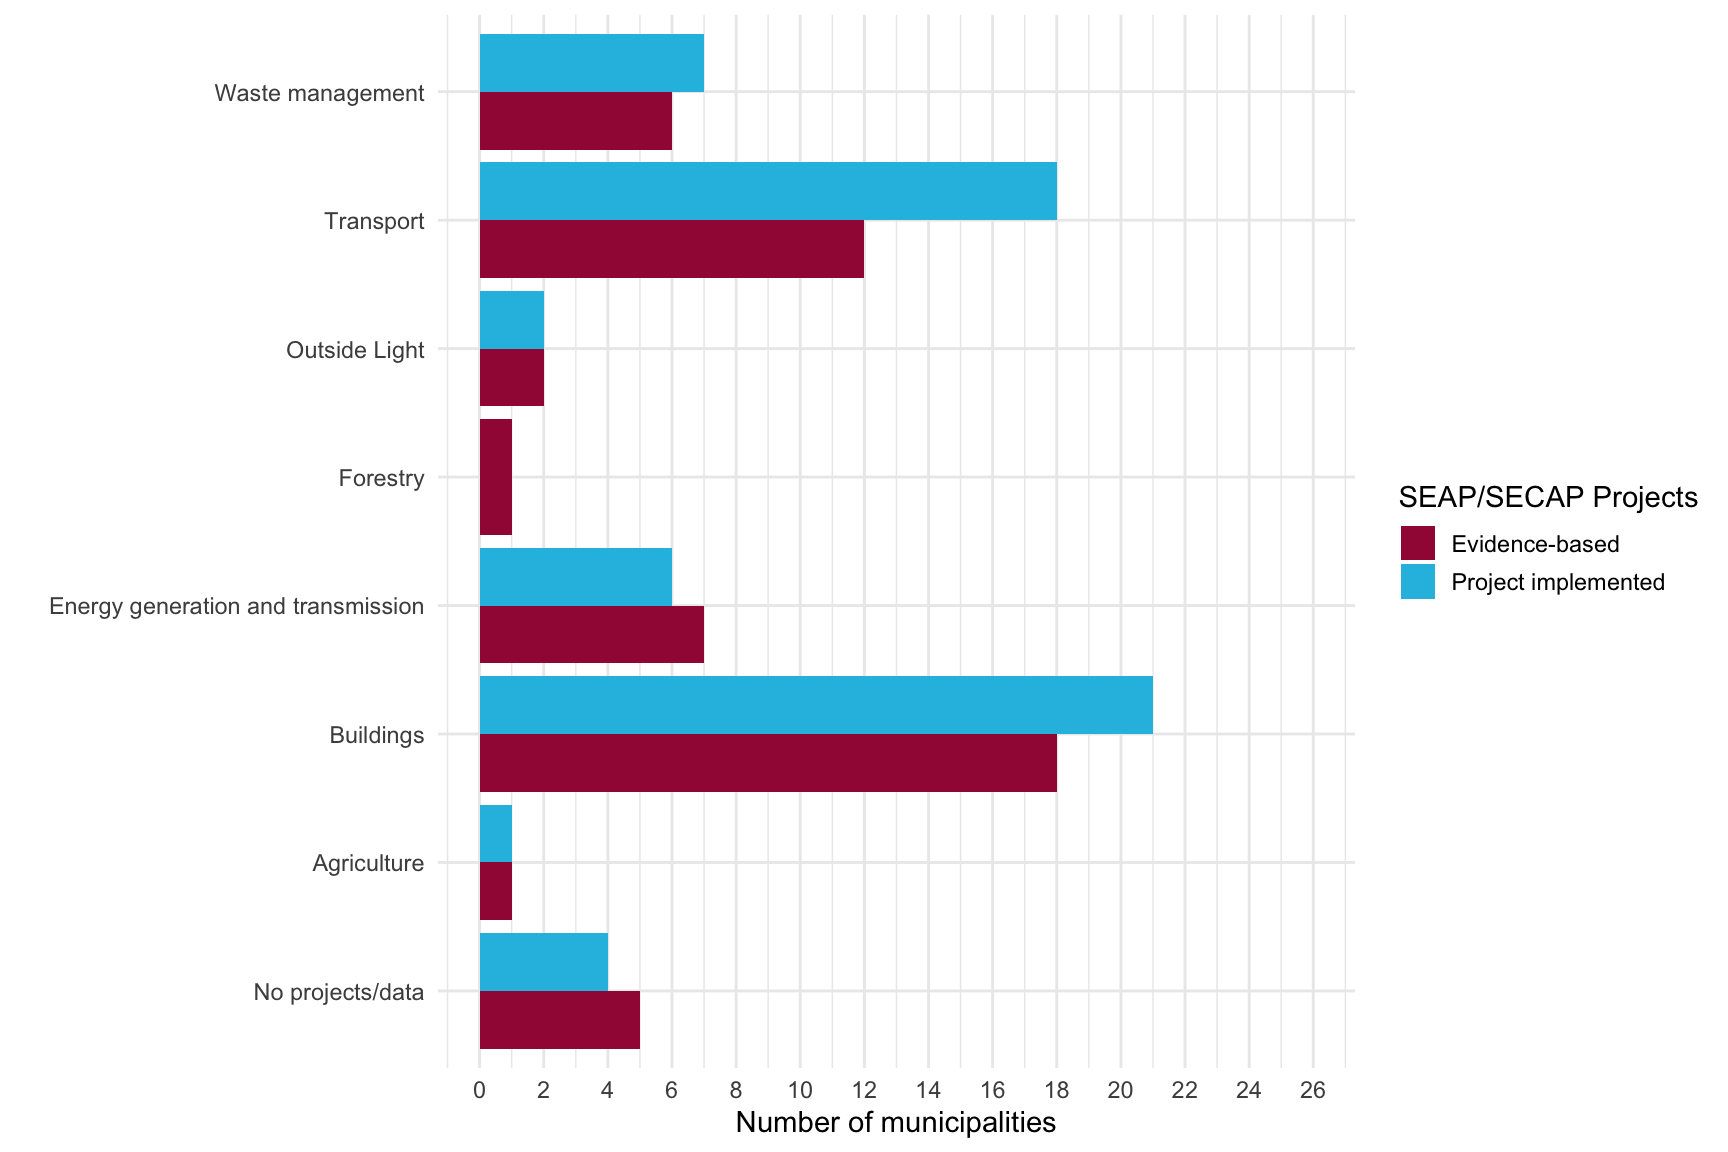 Waste management
Transport
Outside Light
Forestry
Energy generation and transmission
Buildings
Agriculture
No projects/data
0 2 4 6 8 10 12 14 16 18 20 22 24 26
Number of municipalities
SEAP/SECAP Projects
Evidence-based
Project implemented